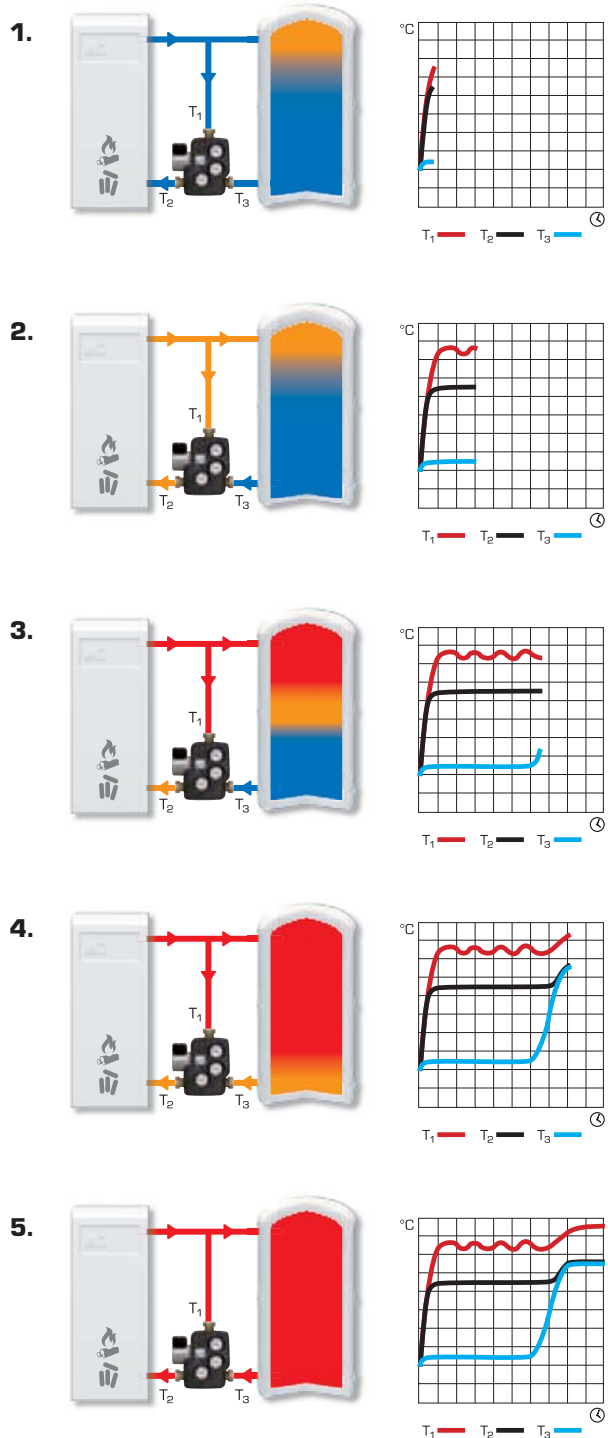 1.
T₁
T₂
T₃
°C
T₁ T₂ T₃
2.
T₁
T₂
T₃
°C
T₁ T₂ T₃
3.
T₁
T₂
T₃
°C
T₁ T₂ T₃
4.
T₁
T₂
T₃
°C
T₁ T₂ T₃
5.
T₁
T₂
T₃
°C
T₁ T₂ T₃